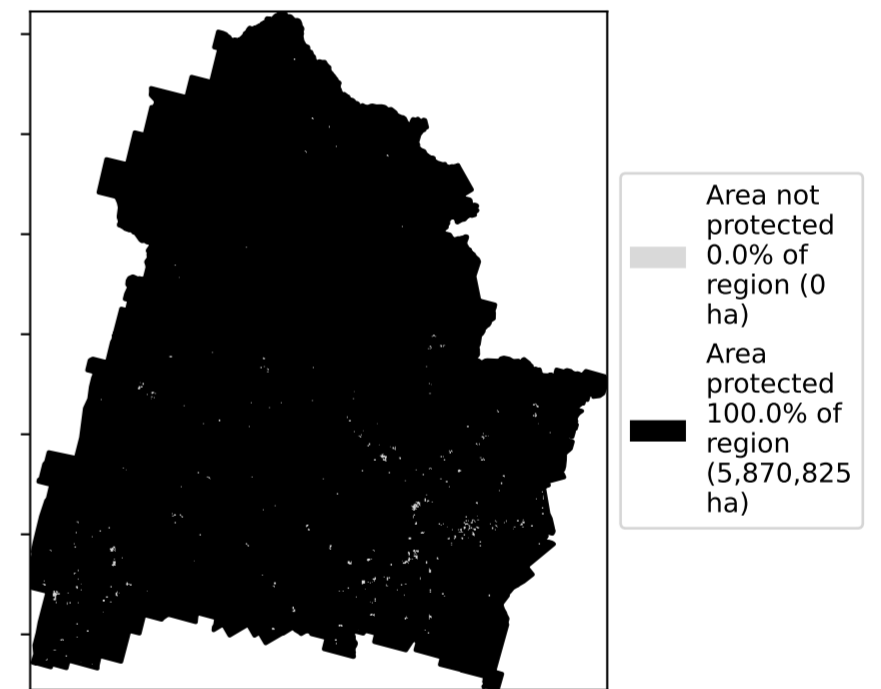 Area not
protected
0.0% of
region (0
ha)
Area
protected
100.0% of
region
(5,870,825
ha)